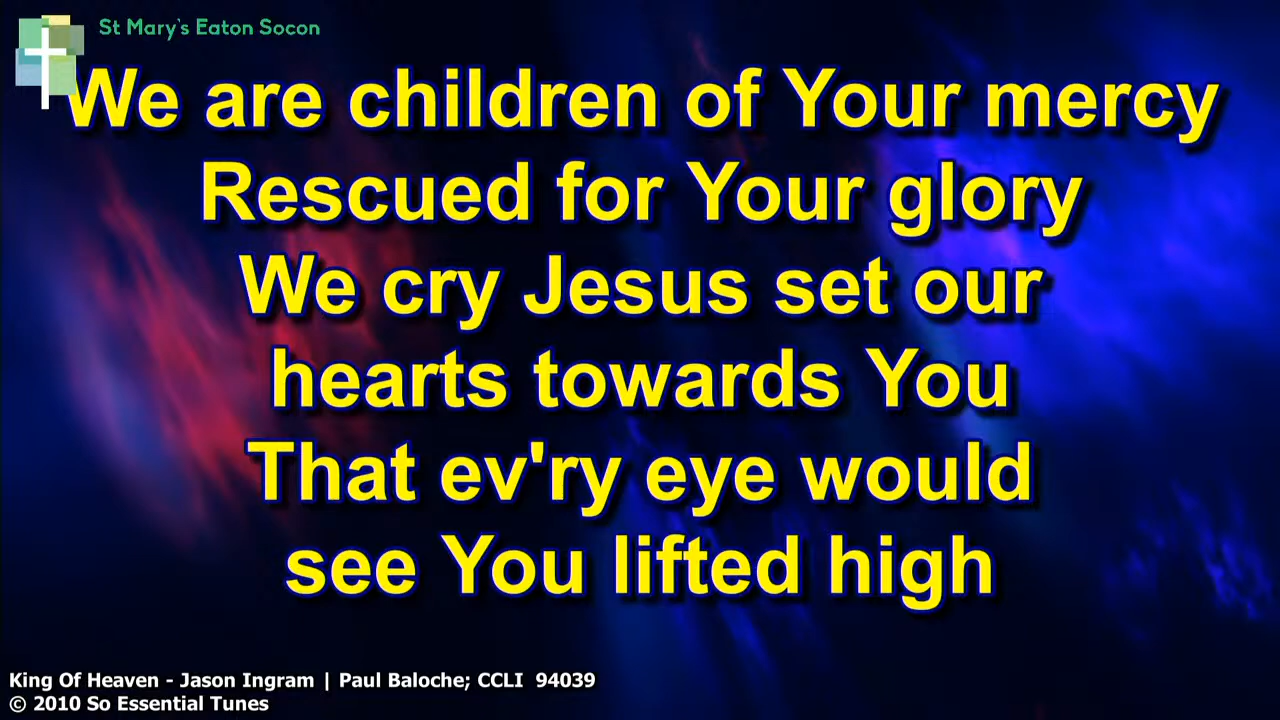 St Mary's Eaton Socon
We are children of Your mercy
Rescued for Your glory
We cry Jesus set our
hearts towards You
That ev'ry eye would
see You lifted high
King Of Heaven - Jason Ingram | Paul Baloche; CCLI 94039
© 2010 So Essential Tunes